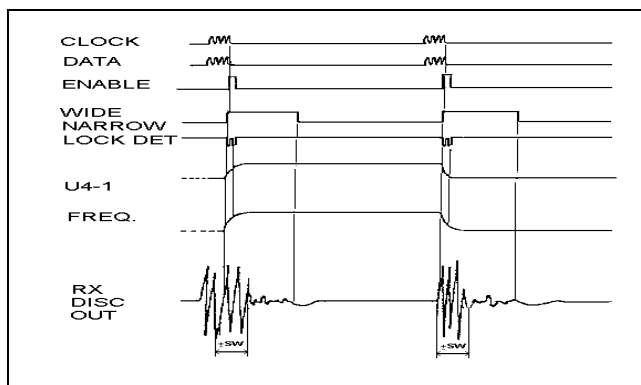 CLOCK
DATA
ENABLE
WIDE
NARROW
LOCK DET
U4-1
FREQ.
RX
DISC
OUT
±SW
±SW